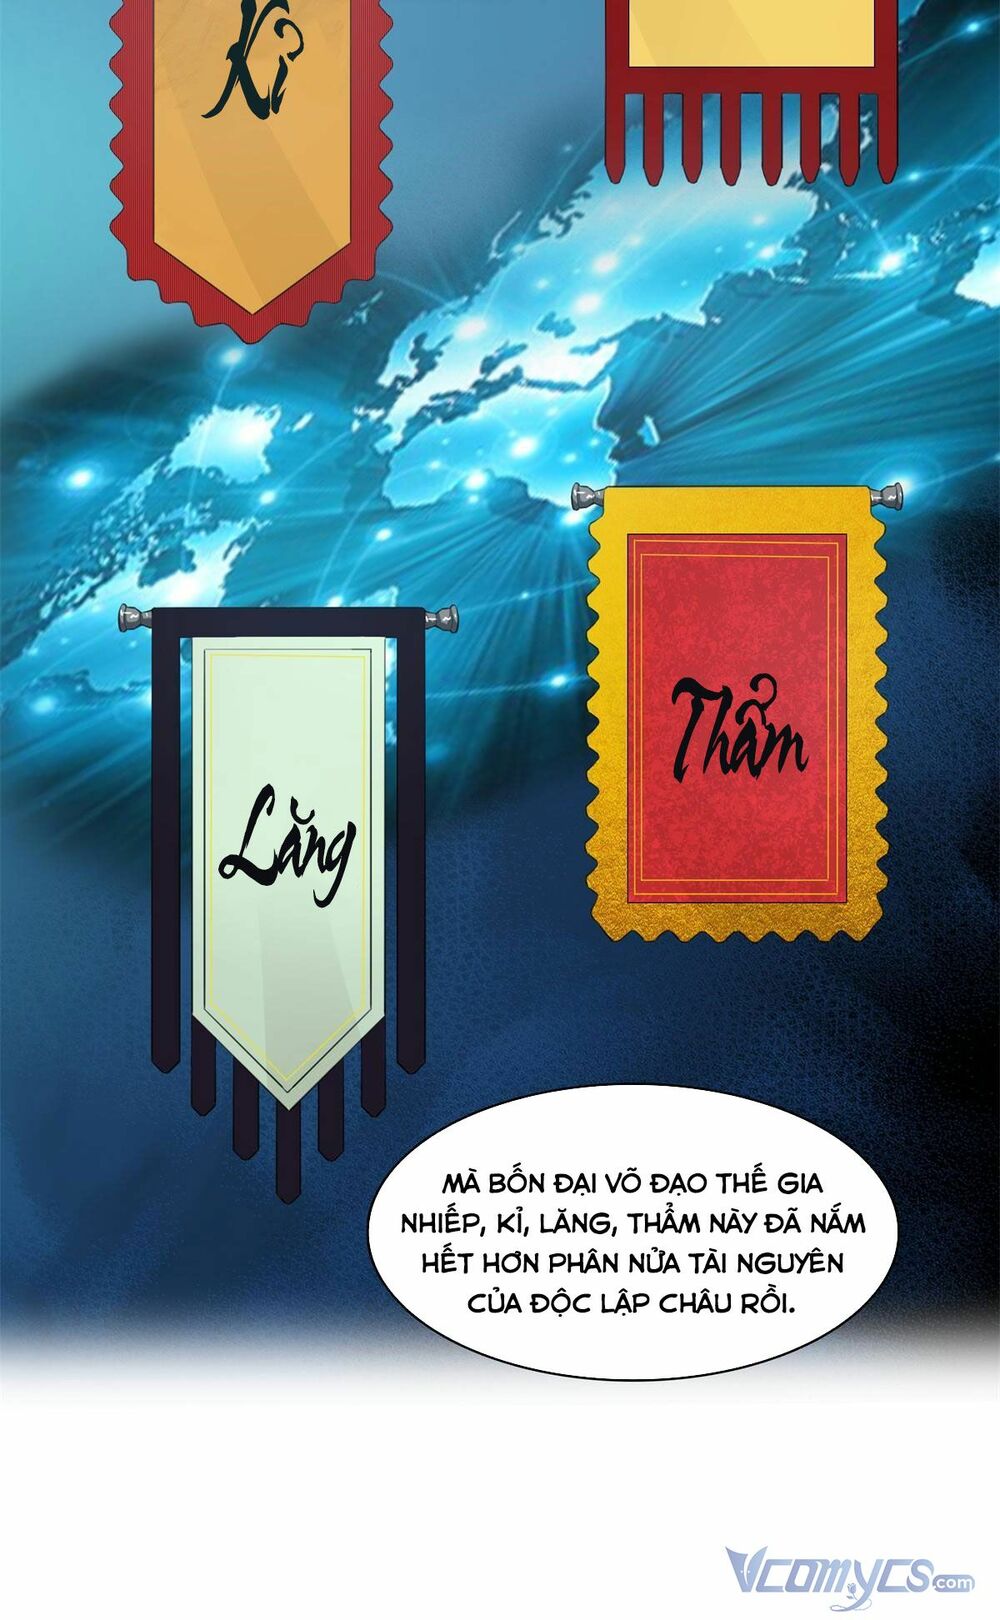 Kỉ
Thẩm
Lăng
MÀ BỐN ĐẠI VÕ ĐẠO THẾ GIA
NHIẾP, KỈ, LĂNG, THẨM NÀY ĐÃ NẮM
HẾT HƠN PHÂN NỬA TÀI NGUYÊN
CỦA ĐỘC LẬP CHÂU RỒI.
Vcomycs.com